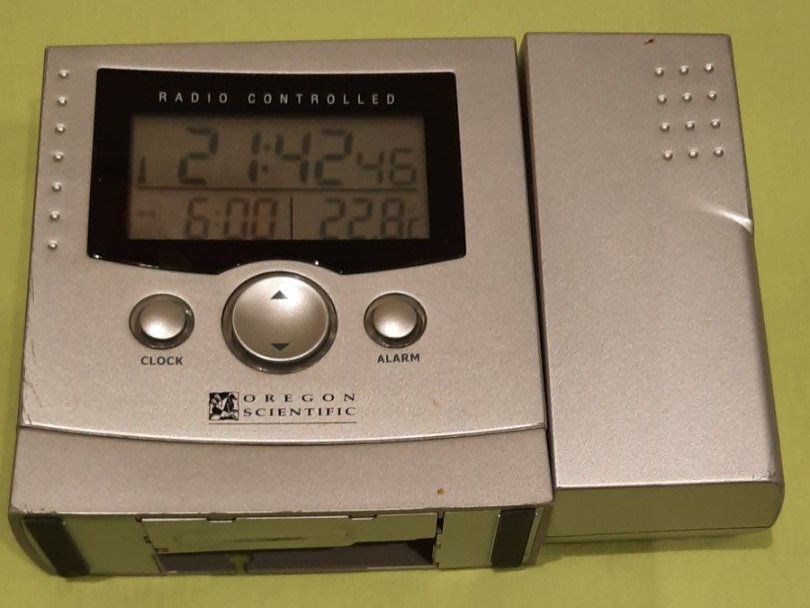 RADIO CONTROLLED
21:42 46
6:00 22.8c
CLOCK ALARM
OREGON
SCIENTIFIC